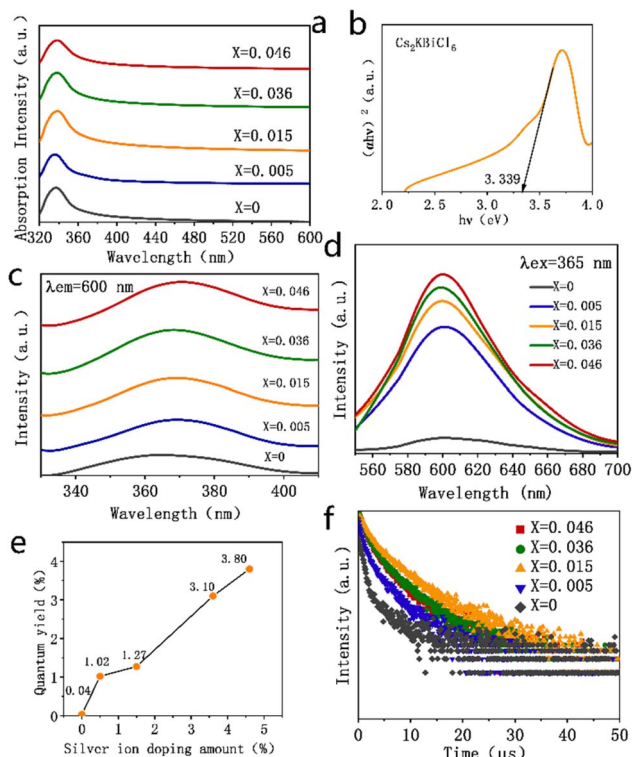 a
Absorption Intensity (a.u.)
X=0.046
X=0.036
X=0.015
X=0.005
X=0
320 360 400 440 480 520 560 600
Wavelength (nm)
b
Cs₂KBiCl₆
(αhν)² (a.u.)
3.339
2.0 2.5 3.0 3.5 4.0
hν (eV)
c
λem=600 nm
Intensity (a.u.)
X=0.046
X=0.036
X=0.015
X=0.005
X=0
340 360 380 400
Wavelength (nm)
d
λex=365 nm
X=0
X=0.005
X=0.015
X=0.036
X=0.046
Intensity (a.u.)
560 580 600 620 640 660 680 700
Wavelength (nm)
e
Quantum yield (%)
4
3
2
1
0
0.04
1.02
1.27
3.10
3.80
0 1 2 3 4 5
Silver ion doping amount (%)
f
X=0.046
X=0.036
X=0.015
X=0.005
X=0
Intensity (a.u.)
0 10 20 30 40 50
Time (μs)